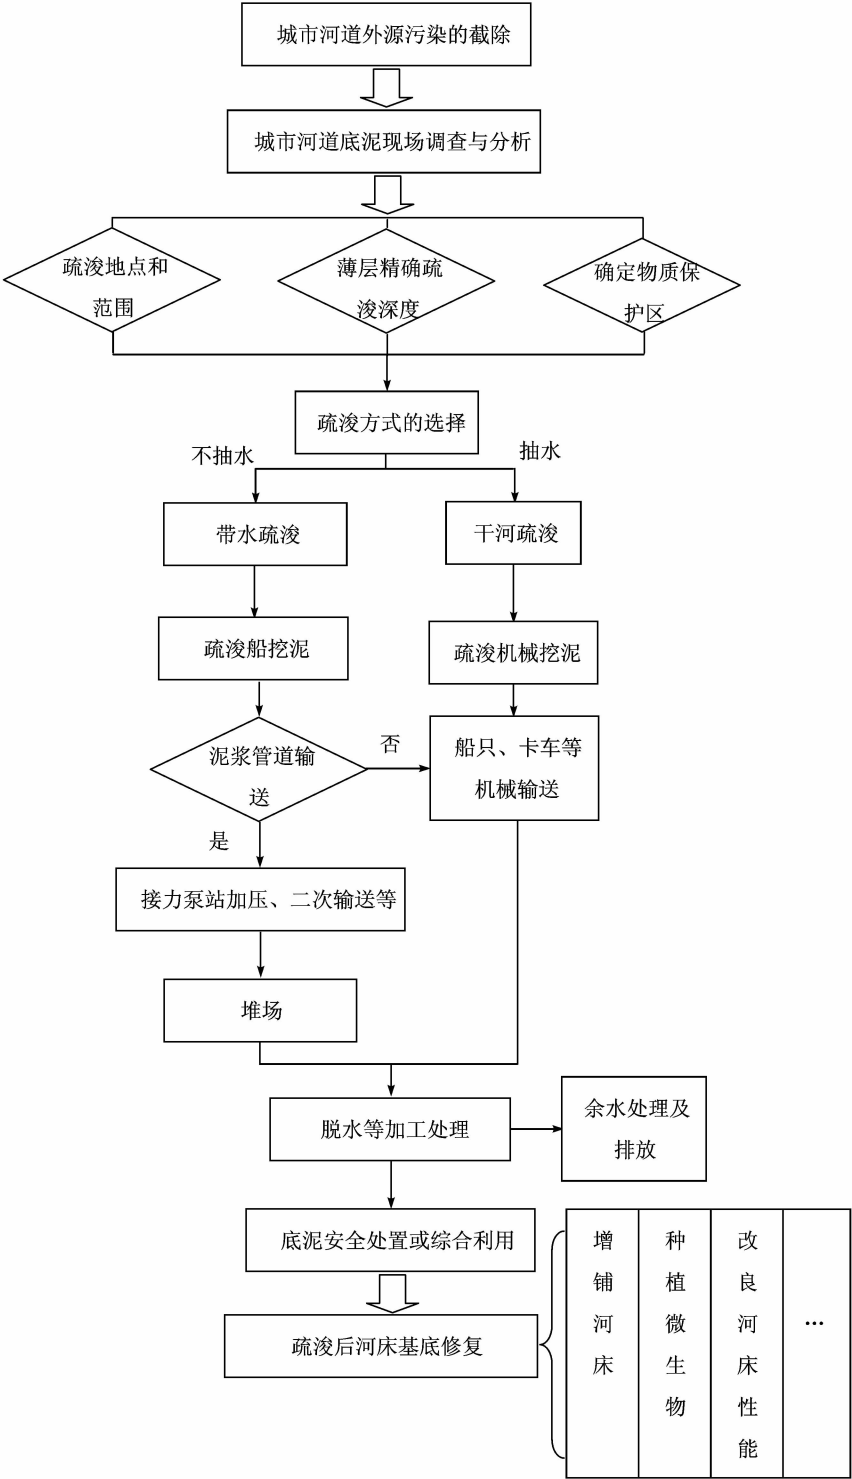 城市河道外源污染的截除
城市河道底泥现场调查与分析
疏浚地点和
范围
薄层精确疏
浚深度
确定物质保
护区
疏浚方式的选择
不抽水
抽水
带水疏浚
干河疏浚
疏浚船挖泥
疏浚机械挖泥
泥浆管道输
送
否
船只、卡车等
机械输送
是
接力泵站加压、二次输送等
堆场
脱水等加工处理
余水处理及
排放
底泥安全处置或综合利用
疏浚后河床基底修复
增铺河床
种植微生物
改良河床性能
…